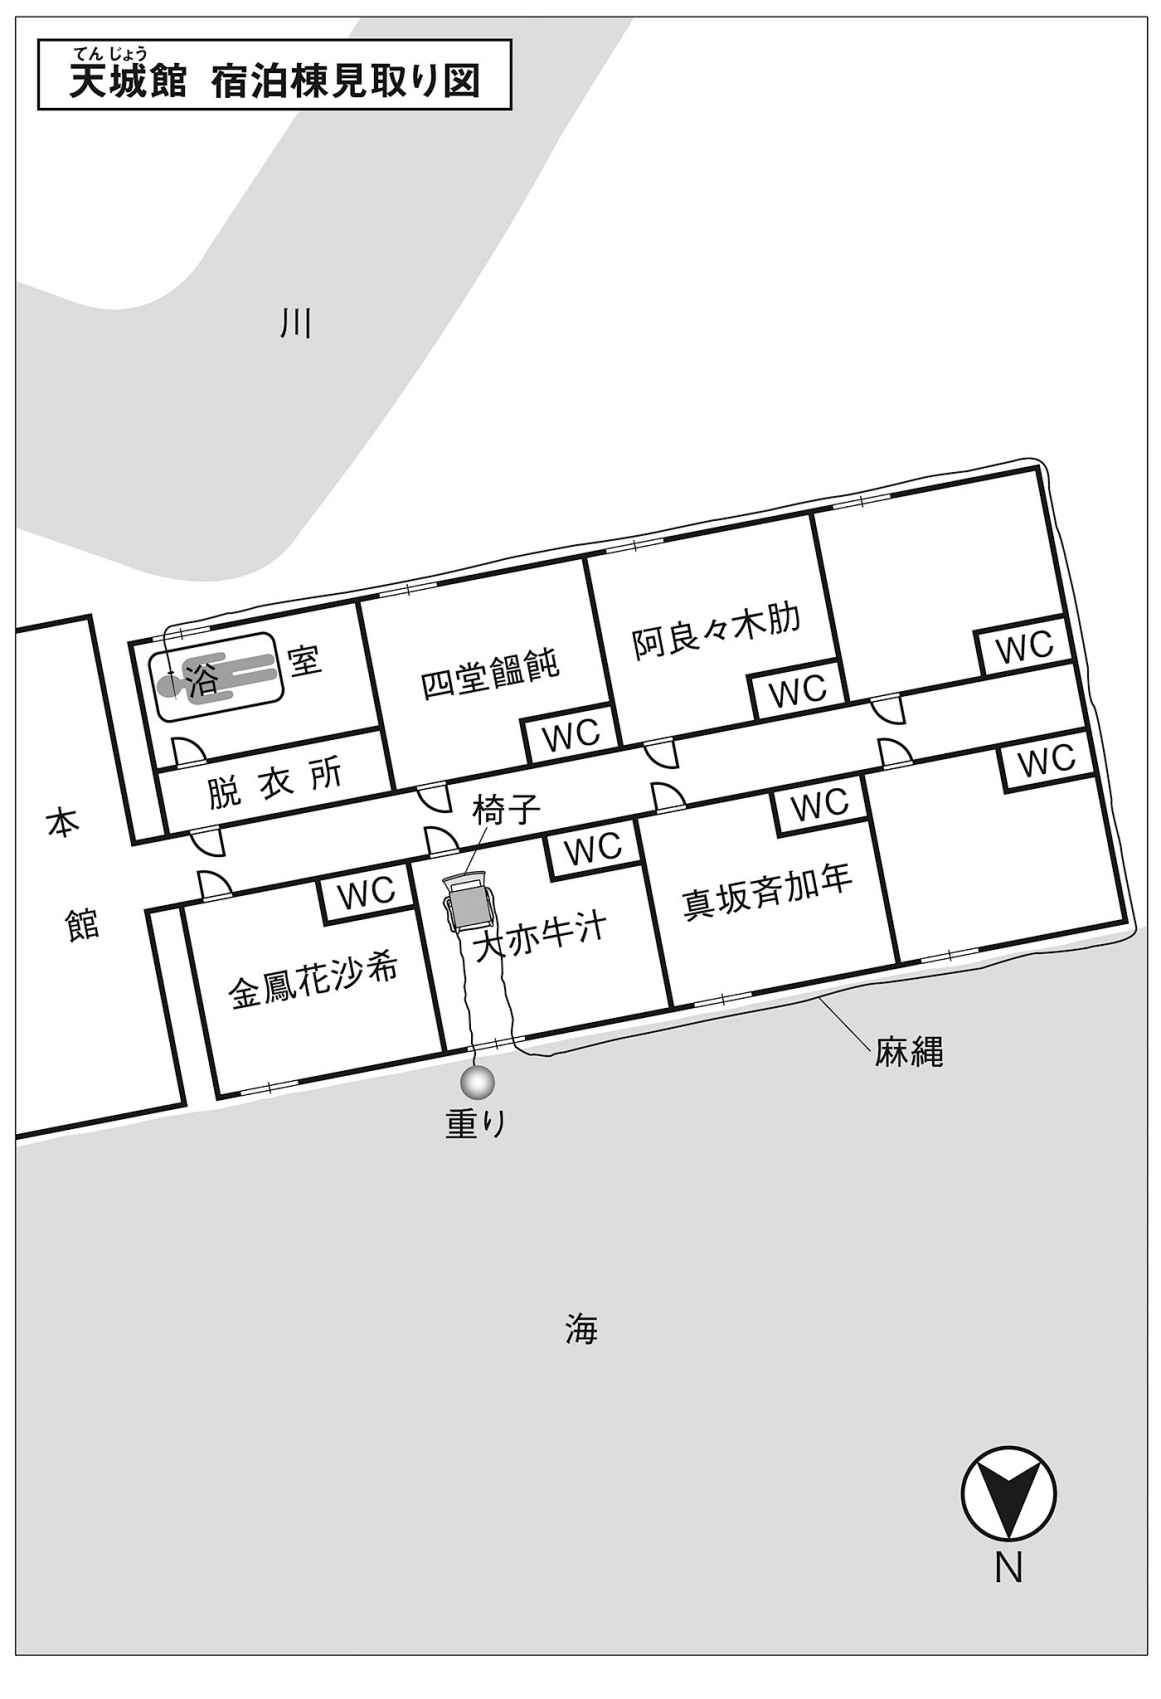 てんじょう
天城館 宿泊棟見取り図
川
浴室
四堂饂飩
WC
阿良々木肋
WC
WC
脱衣所
本館
椅子
WC
金鳳花沙希
WC
大亦牛汁
WC
真坂斉加年
WC
麻縄
重り
海
N